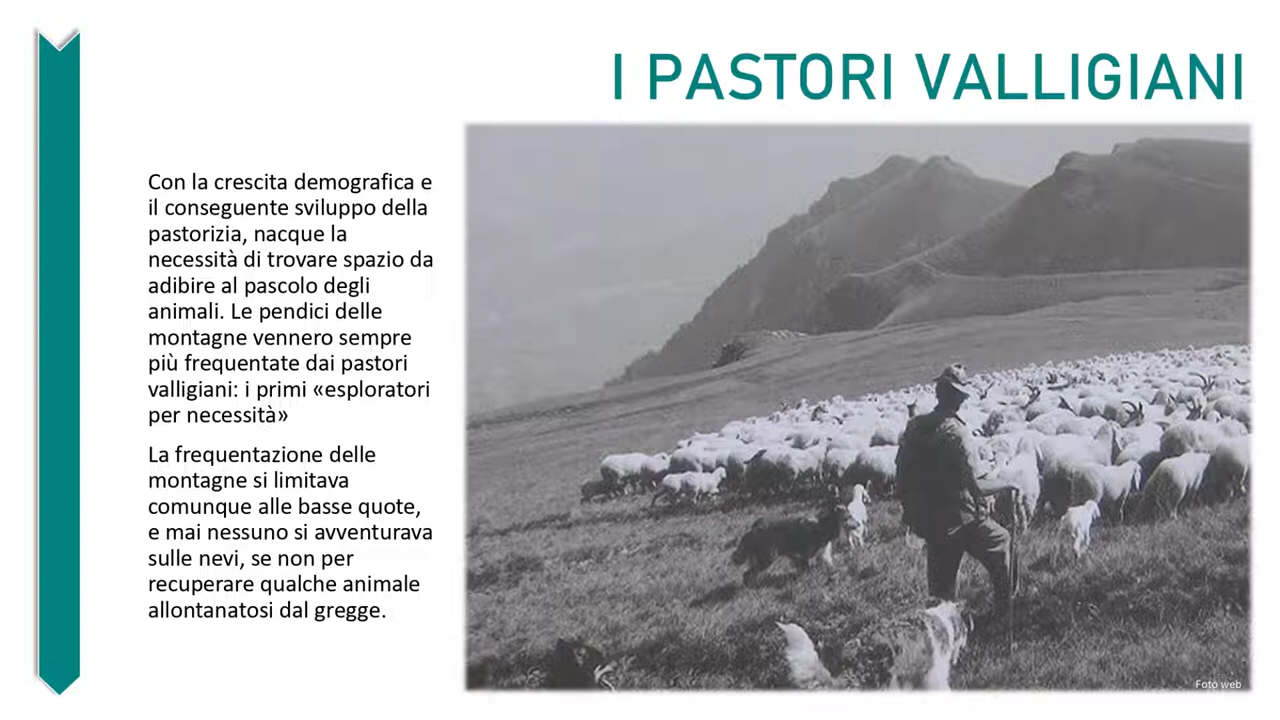 I PASTORI VALLIGIANI
Con la crescita demografica e
il conseguente sviluppo della
pastorizia, nacque la
necessità di trovare spazio da
adibire al pascolo degli
animali. Le pendici delle
montagne vennero sempre
più frequentate dai pastori
valligiani: i primi «esploratori
per necessità»
La frequentazione delle
montagne si limitava
comunque alle basse quote,
e mai nessuno si avventurava
sulle nevi, se non per
recuperare qualche animale
allontanatosi dal gregge.
Foto web